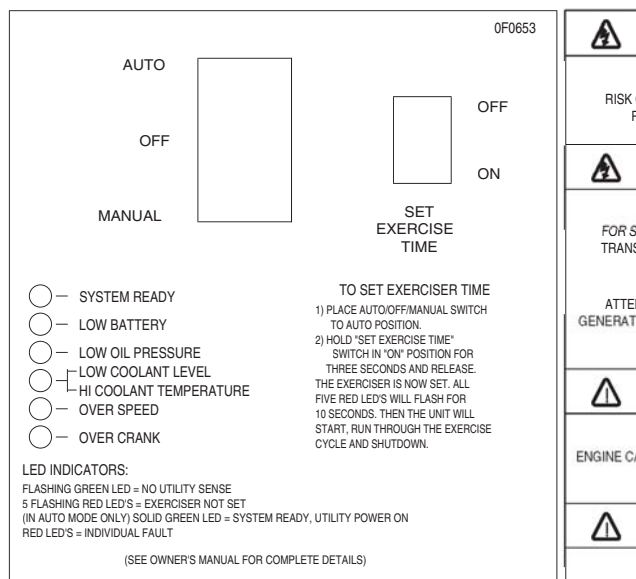 0F0653
AUTO
OFF
MANUAL
OFF
ON
SET
EXERCISE
TIME
SYSTEM READY
LOW BATTERY
LOW OIL PRESSURE
LOW COOLANT LEVEL
HI COOLANT TEMPERATURE
OVER SPEED
OVER CRANK
TO SET EXERCISER TIME
1) PLACE AUTO/OFF/MANUAL SWITCH
TO AUTO POSITION.
2) HOLD "SET EXERCISE TIME"
SWITCH IN "ON" POSITION FOR
THREE SECONDS AND RELEASE.
THE EXERCISER IS NOW SET. ALL
FIVE RED LED'S WILL FLASH FOR
10 SECONDS. THEN THE UNIT WILL
START, RUN THROUGH THE EXERCISE
CYCLE AND SHUTDOWN.
LED INDICATORS:
FLASHING GREEN LED = NO UTILITY SENSE
5 FLASHING RED LED'S = EXERCISER NOT SET
(IN AUTO MODE ONLY) SOLID GREEN LED = SYSTEM READY, UTILITY POWER ON
RED LED'S = INDIVIDUAL FAULT
(SEE OWNER'S MANUAL FOR COMPLETE DETAILS)
RISK
FOR
ENGINE